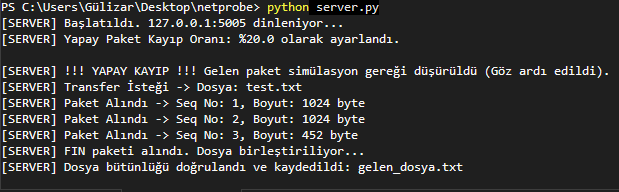 PS C:\Users\Gülizar\Desktop\netprobe> python server.py
[SERVER] Başlatıldı. 127.0.0.1:5005 dinleniyor...
[SERVER] Yapay Paket Kayıp Oranı: %20.0 olarak ayarlandı.
[SERVER] !!! YAPAY KAYIP !!! Gelen paket simülasyon gereği düşürüldü (Göz ardı edildi).
[SERVER] Transfer İsteği -> Dosya: test.txt
[SERVER] Paket Alındı -> Seq No: 1, Boyut: 1024 byte
[SERVER] Paket Alındı -> Seq No: 2, Boyut: 1024 byte
[SERVER] Paket Alındı -> Seq No: 3, Boyut: 452 byte
[SERVER] FIN paketi alındı. Dosya birleştiriliyor...
[SERVER] Dosya bütünlüğü doğrulandı ve kaydedildi: gelen_dosya.txt